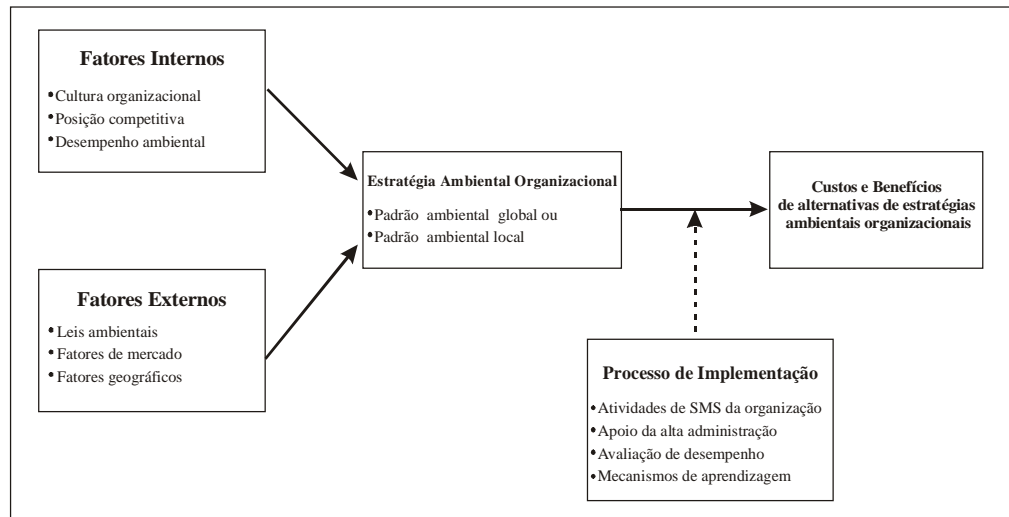 Fatores Internos
•Cultura organizacional
•Posição competitiva
•Desempenho ambiental
Fatores Externos
•Leis ambientais
•Fatores de mercado
•Fatores geográficos
Estratégia Ambiental Organizacional
•Padrão ambiental global ou
•Padrão ambiental local
Custos e Benefícios
de alternativas de estratégias
ambientais organizacionais
Processo de Implementação
•Atividades de SMS da organização
•Apoio da alta administração
•Avaliação de desempenho
•Mecanismos de aprendizagem